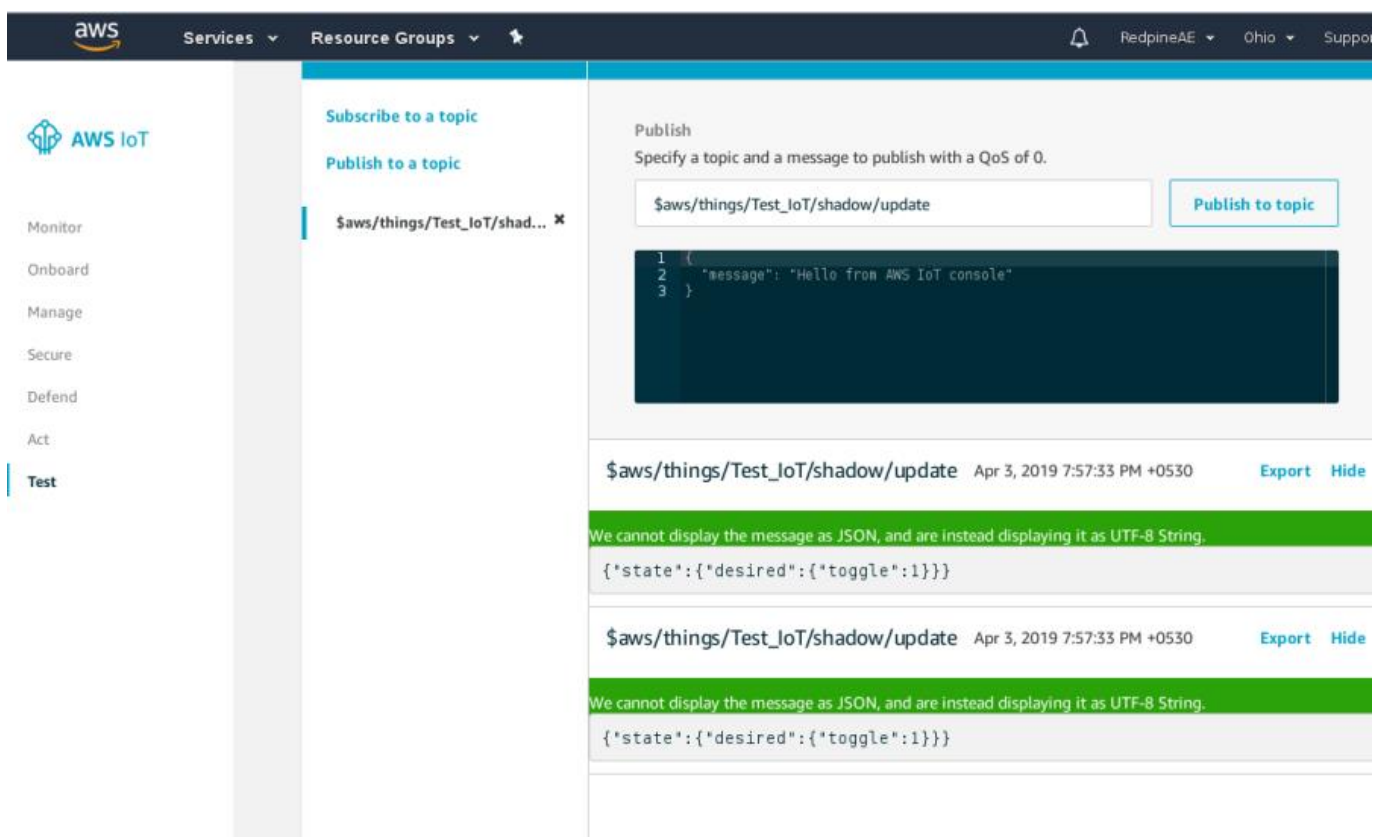 aws Services Resource Groups RedpineAE Ohio Suppor
AWS IoT
Monitor
Onboard
Manage
Secure
Defend
Act
Test
Subscribe to a topic
Publish to a topic
$aws/things/Test_IoT/shad... ✖
Publish
Specify a topic and a message to publish with a QoS of 0.
$aws/things/Test_IoT/shadow/update Publish to topic
1 {
2 "message": "Hello from AWS IoT console"
3 }
$aws/things/Test_IoT/shadow/update Apr 3, 2019 7:57:33 PM +0530 Export Hide
We cannot display the message as JSON, and are instead displaying it as UTF-8 String.
{"state":{"desired":{"toggle":1}}}
$aws/things/Test_IoT/shadow/update Apr 3, 2019 7:57:33 PM +0530 Export Hide
We cannot display the message as JSON, and are instead displaying it as UTF-8 String.
{"state":{"desired":{"toggle":1}}}